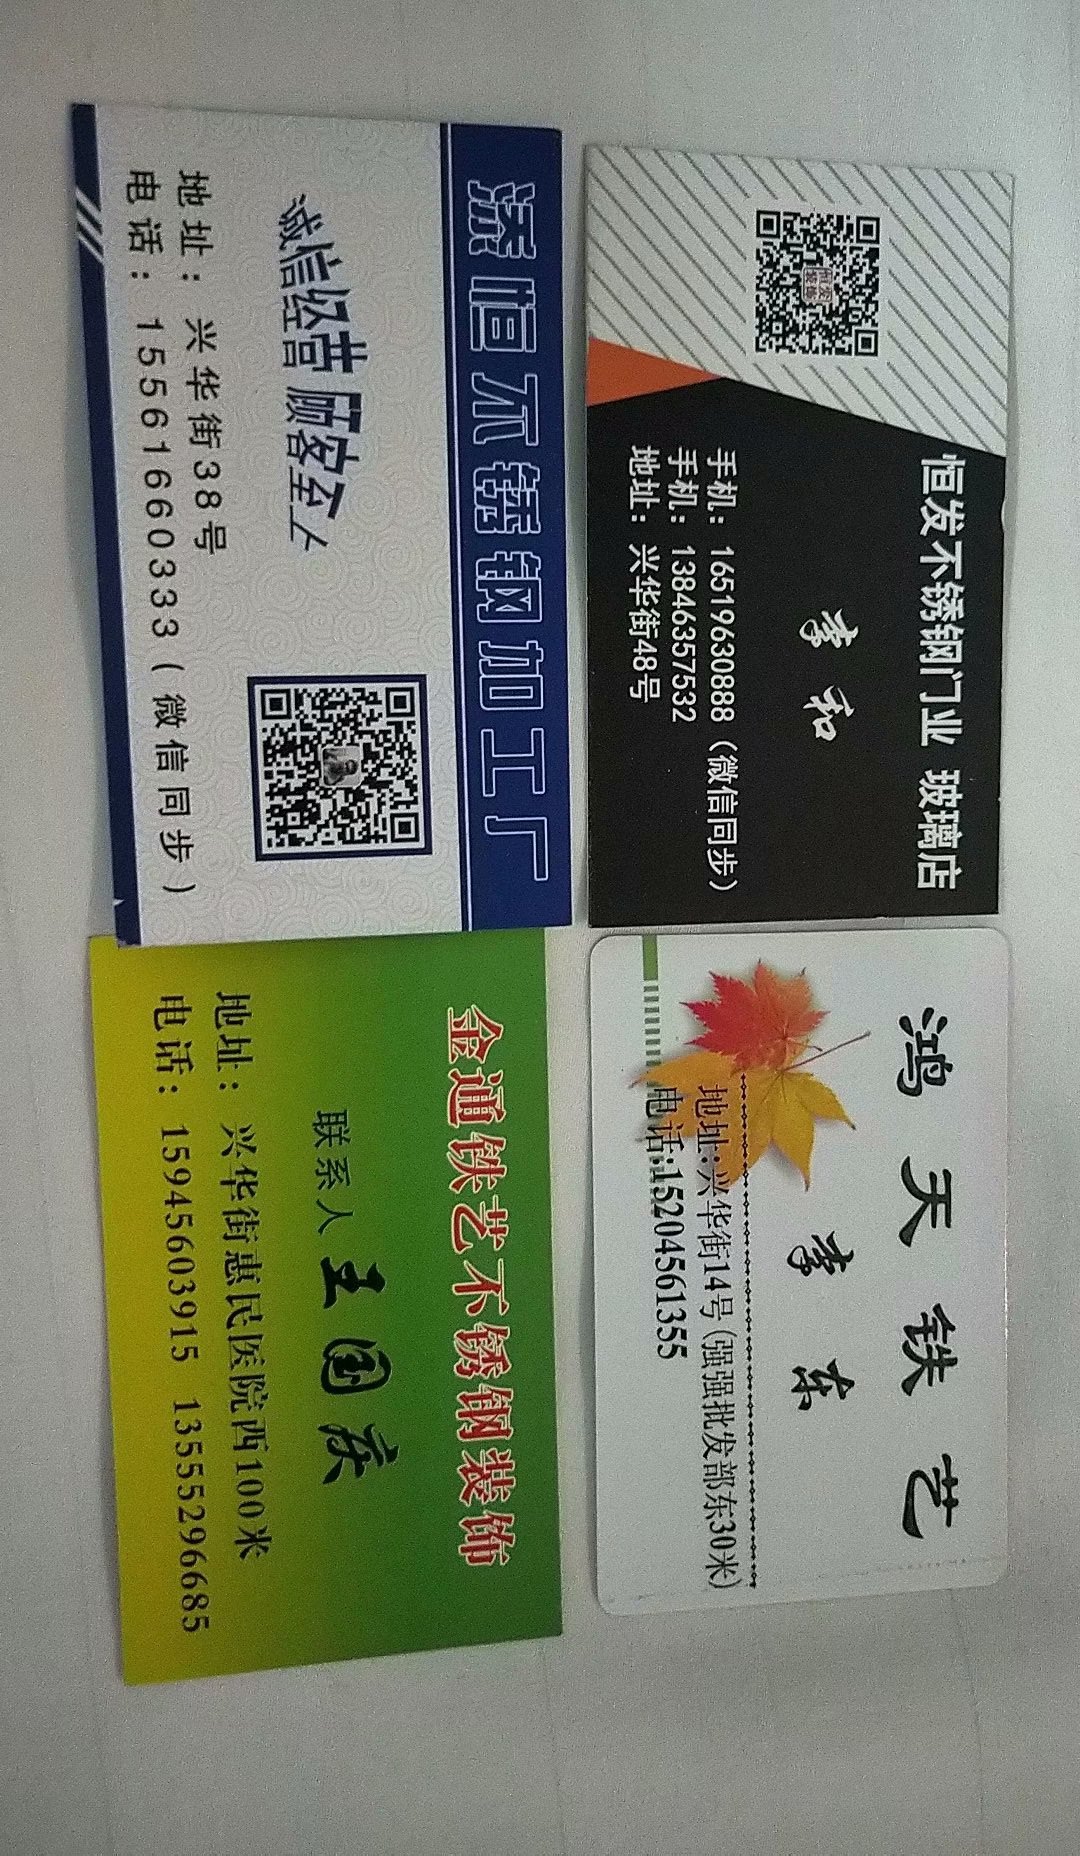 恒发不锈钢门业 玻璃店
李和
手机：16519630888（微信同步）
手机：13846357532
地址：兴华街48号
鸿天铁艺
李东
地址:兴华街14号(强强批发部东30米)
电话:15204561355
添恒不锈钢加工厂
诚信经营 顾客至上
地址：兴华街38号
电话：15561660333（微信同步）
金通铁艺不锈钢装饰
联系人 王国庆
地址：兴华街惠民医院西100米
电话：15945603915 13555296685